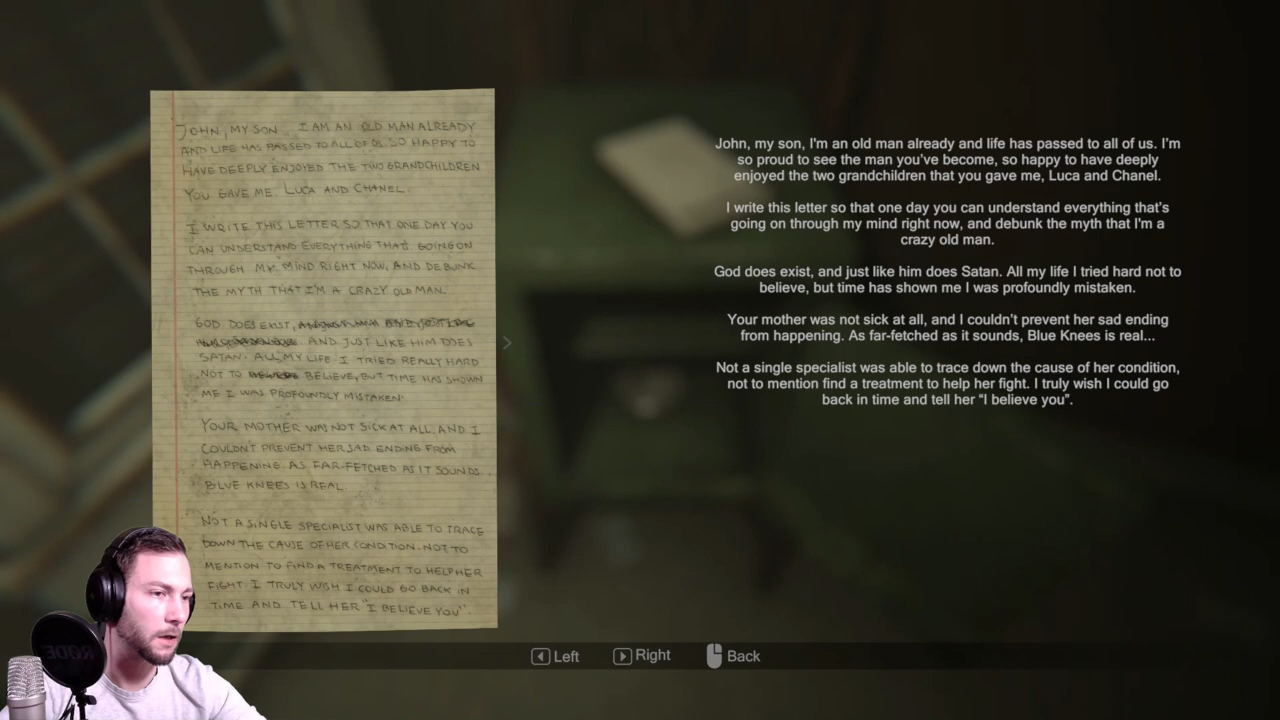 JOHN, MY SON I AM AN OLD MAN ALREADY
AND LIFE HAS PASSED TO ALL OF US. SO HAPPY TO
HAVE DEEPLY ENJOYED THE TWO GRANDCHILDREN
YOU GAVE ME. LUCA AND CHANEL.
I WRITE THIS LETTER SO THAT ONE DAY YOU
CAN UNDERSTAND EVERYTHING THAT'S GOING ON
THROUGH MY MIND RIGHT NOW, AND DEBUNK
THE MYTH THAT I'M A CRAZY OLD MAN.
GOD DOES EXIST,
AND JUST LIKE HIM DOES
SATAN. ALL MY LIFE I TRIED REALLY HARD
NOT TO BELIEVE, BUT TIME HAS SHOWN
ME I WAS PROFOUNDLY MISTAKEN.
YOUR MOTHER WAS NOT SICK AT ALL, AND I
COULDN'T PREVENT HER SAD ENDING FROM
HAPPENING. AS FAR-FETCHED AS IT SOUNDS..
BLUE KNEES IS REAL.
NOT A SINGLE SPECIALIST WAS ABLE TO TRACE
DOWN THE CAUSE OF HER CONDITION. NOT TO
MENTION TO FIND A TREATMENT TO HELP HER
FIGHT. I TRULY WISH I COULD GO BACK IN
TIME AND TELL HER "I BELIEVE YOU".
John, my son, I'm an old man already and life has passed to all of us. I'm
so proud to see the man you've become, so happy to have deeply
enjoyed the two grandchildren that you gave me, Luca and Chanel.
I write this letter so that one day you can understand everything that's
going on through my mind right now, and debunk the myth that I'm a
crazy old man.
God does exist, and just like him does Satan. All my life I tried hard not to
believe, but time has shown me I was profoundly mistaken.
Your mother was not sick at all, and I couldn't prevent her sad ending
from happening. As far-fetched as it sounds, Blue Knees is real...
Not a single specialist was able to trace down the cause of her condition,
not to mention find a treatment to help her fight. I truly wish I could go
back in time and tell her “I believe you”.
RØDE
Left Right Back